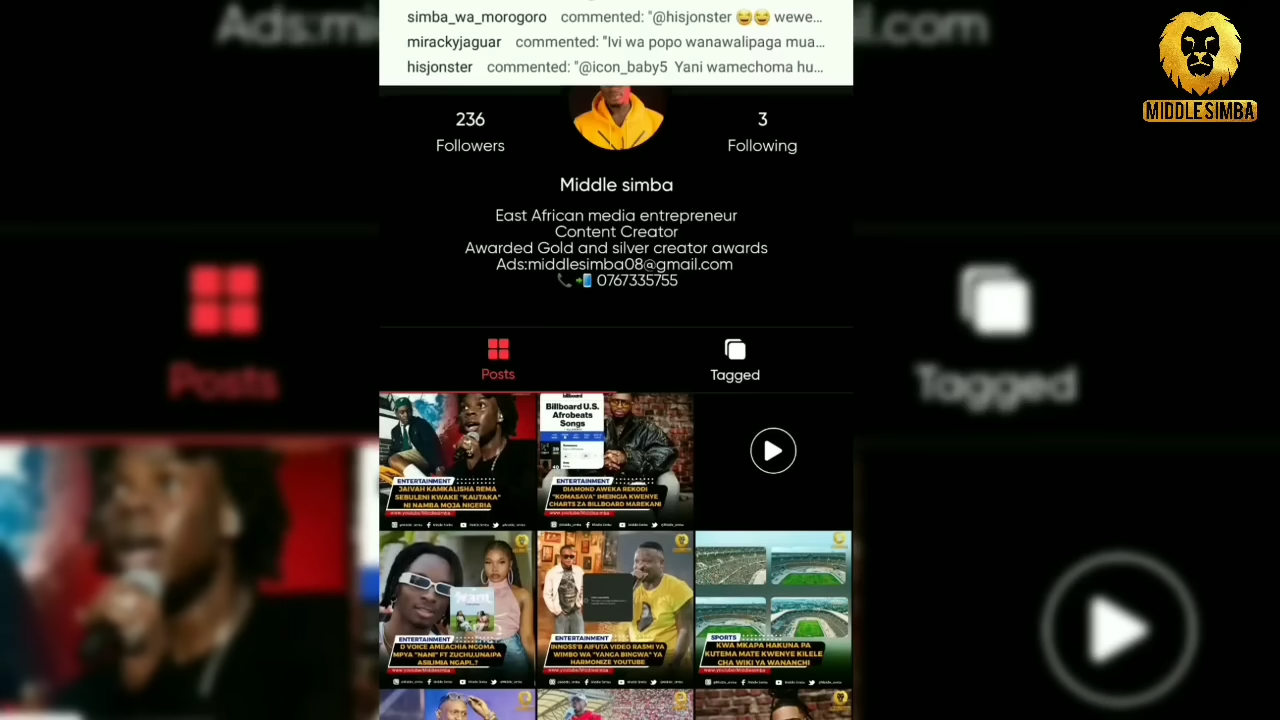 Ads:
l.com
simba_wa_morogoro commented: "@hisjonster 😂😂 wewe...
mirackyjaguar commented: "Ivi wa popo wanawalipaga mua...
hisjonster commented: "@icon_baby5 Yani wamechoma hu...
MIDDLE SIMBA
236
Followers
3
Following
Middle simba
East African media entrepreneur
Content Creator
Awarded Gold and silver creator awards
Ads:middlesimba08@gmail.com
📞 📲 0767335755
Posts
Tagged
Posts
Tagged
Billboard U.S.
Afrobeats
Songs
ENTERTAINMENT
JAIVAH KAMKALISHA REMA
SEBULENI KWAKE "KAUTAKA"
NI NAMBA MOJA NIGERIA
ENTERTAINMENT
DIAMOND AWEKA REKODI
"KOMASAVA" IMEINGIA KWENYE
CHARTS ZA BILLBOARD MAREKANI
ENTERTAINMENT
D VOICE AMEACHIA NGOMA
MPYA "NANI" FT ZUCHU,UNAIPA
ASILIMIA NGAPI..?
ENTERTAINMENT
INNOSS'B AIFUTA VIDEO RASMI YA
WIMBO WA "YANGA BINGWA" YA
HARMONIZE YOUTUBE
SPORTS
KWA MKAPA HAKUNA PA
KUTEMA MATE KWENYE KILELE
CHA WIKI YA WANANCHI